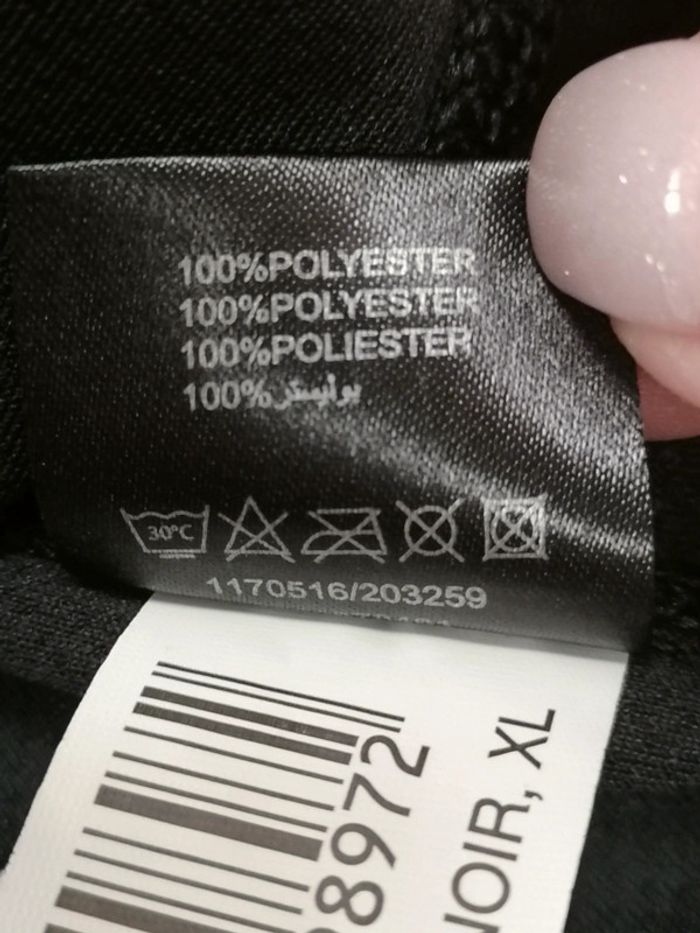 100%POLYESTER
100%POLYESTER
100%POLIESTER
100%بوليستر
30°C
1170516/203259
8972
NOIR, XL